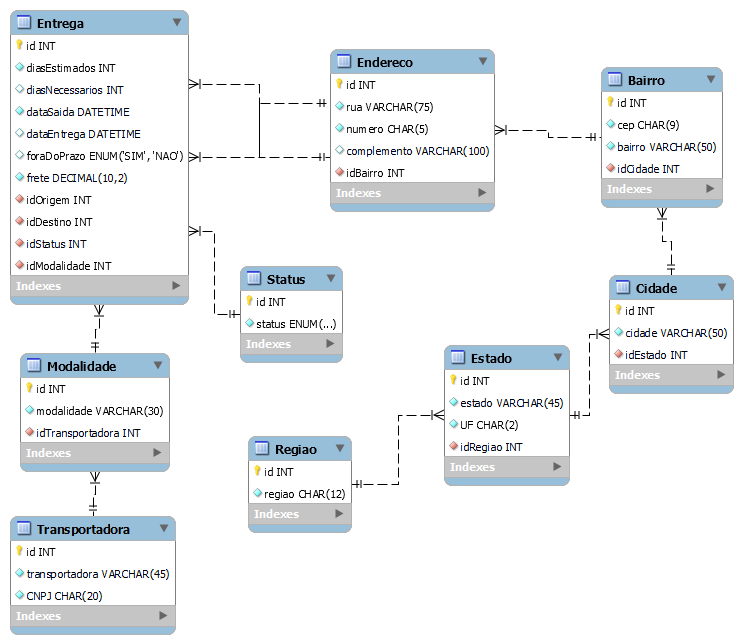 Entrega
id INT
diasEstimados INT
diasNecessarios INT
dataSaida DATETIME
dataEntrega DATETIME
foraDoPrazo ENUM('SIM', 'NAO')
frete DECIMAL(10,2)
idOrigem INT
idDestino INT
idStatus INT
idModalidade INT
Indexes
Endereco
id INT
rua VARCHAR(75)
numero CHAR(5)
complemento VARCHAR(100)
idBairro INT
Indexes
Bairro
id INT
cep CHAR(9)
bairro VARCHAR(50)
idCidade INT
Indexes
Status
id INT
status ENUM(...)
Indexes
Cidade
id INT
cidade VARCHAR(50)
idEstado INT
Indexes
Modalidade
id INT
modalidade VARCHAR(30)
idTransportadora INT
Indexes
Estado
id INT
estado VARCHAR(45)
UF CHAR(2)
idRegiao INT
Indexes
Regiao
id INT
regiao CHAR(12)
Indexes
Transportadora
id INT
transportadora VARCHAR(45)
CNPJ CHAR(20)
Indexes